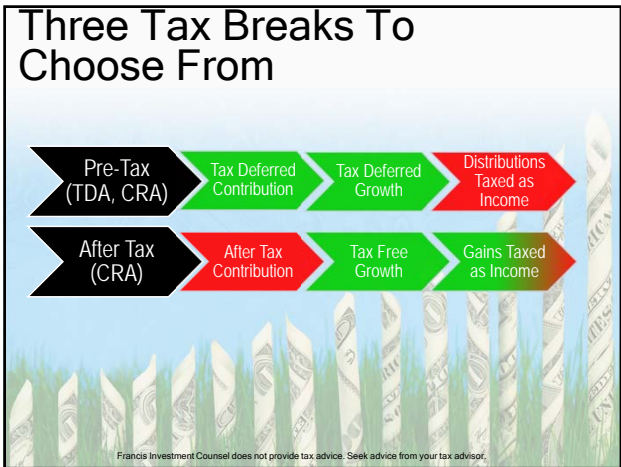 Three Tax Breaks To
Choose From
Pre-Tax
(TDA, CRA)
Tax Deferred
Contribution
Tax Deferred
Growth
Distributions
Taxed as
Income
After Tax
(CRA)
After Tax
Contribution
Tax Free
Growth
Gains Taxed
as Income
Francis Investment Counsel does not provide tax advice. Seek advice from your tax advisor.